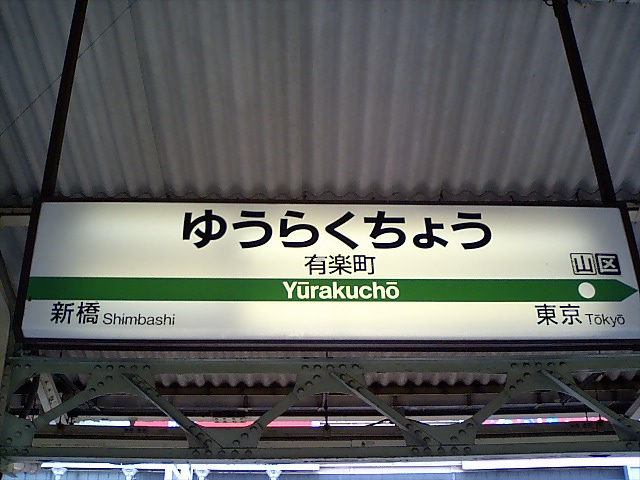 ゆうらくちょう
有楽町
山区
Yūrakuchō
新橋 Shimbashi
東京 Tōkyō